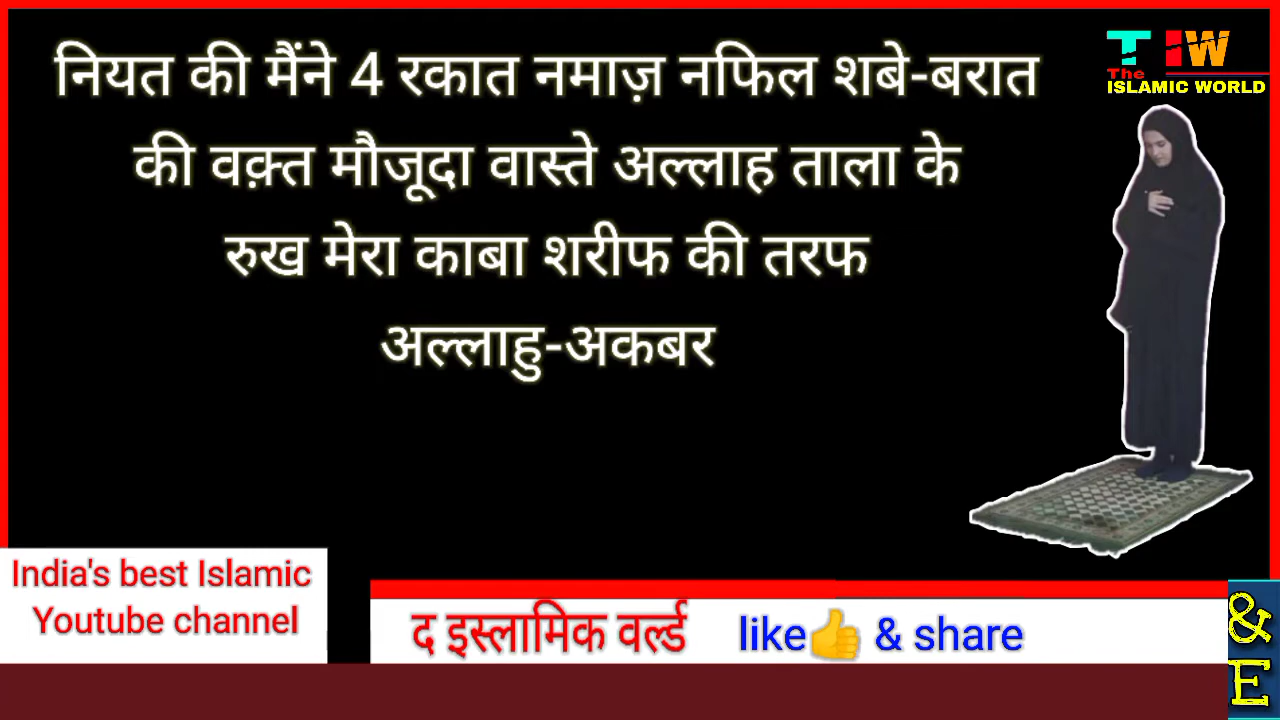 नियत की मैंने 4 रकात नमाज़ नफिल शबे-बरात
की वक़्त मौजूदा वास्ते अल्लाह ताला के
रुख मेरा काबा शरीफ की तरफ
अल्लाहु-अकबर
TIW
The
ISLAMIC WORLD
India's best Islamic
Youtube channel
द इस्लामिक वर्ल्ड like👍 & share
&
E